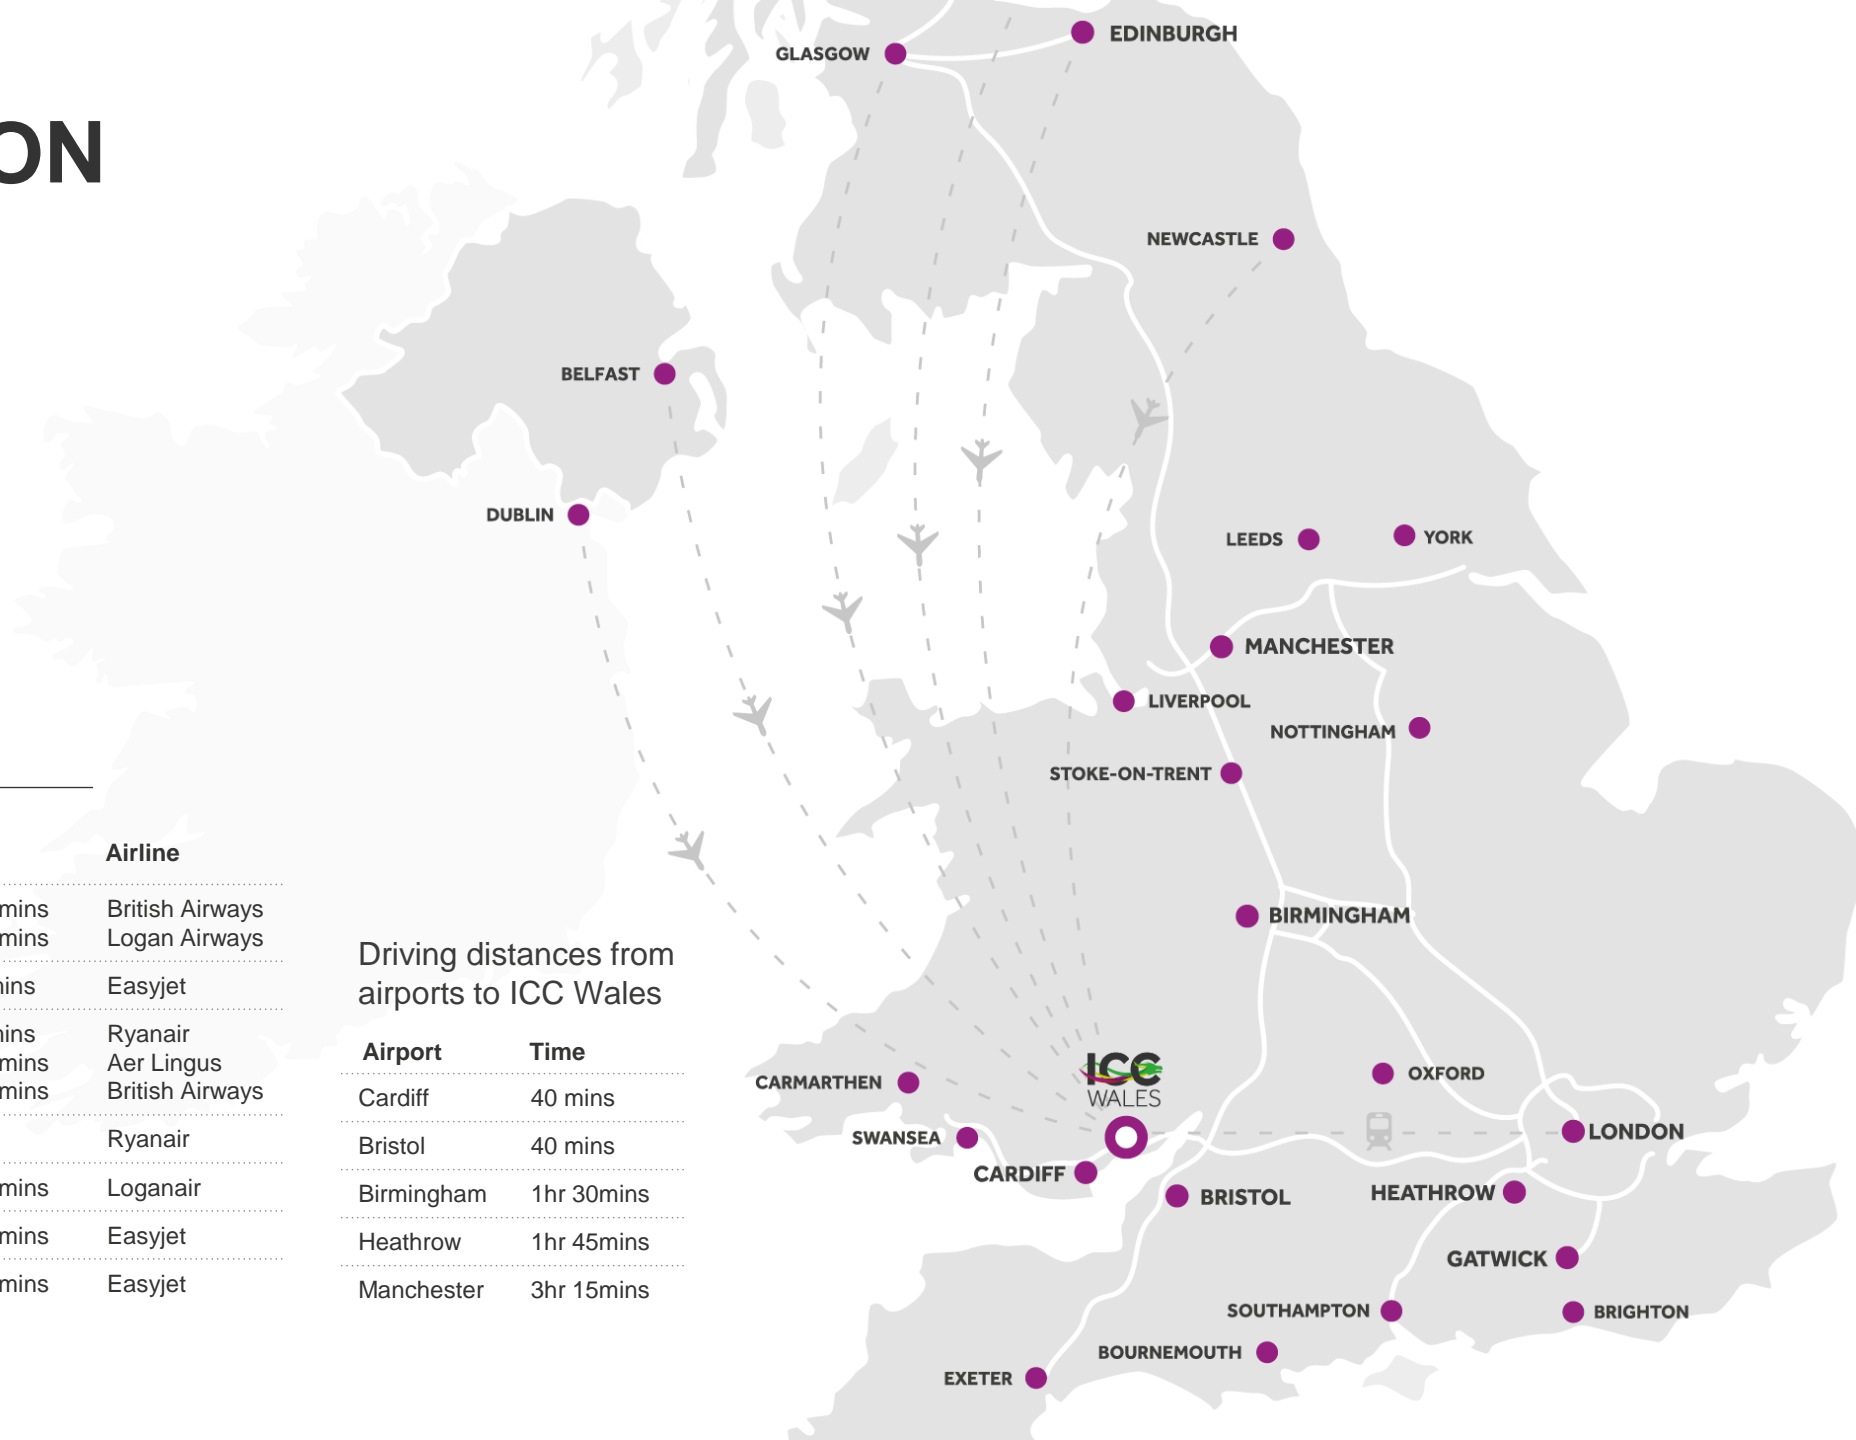 ON
Airline
mins British Airways
mins Logan Airways
Easyjet
Ryanair
mins Aer Lingus
mins British Airways
Ryanair
mins Loganair
mins Easyjet
mins Easyjet
Driving distances from
airports to ICC Wales
Airport Time
Cardiff 40 mins
Bristol 40 mins
Birmingham 1hr 30mins
Heathrow 1hr 45mins
Manchester 3hr 15mins
GLASGOW
EDINBURGH
NEWCASTLE
BELFAST
DUBLIN
LEEDS
YORK
MANCHESTER
LIVERPOOL
NOTTINGHAM
STOKE-ON-TRENT
BIRMINGHAM
ICC
WALES
OXFORD
CARMARTHEN
SWANSEA
LONDON
CARDIFF
BRISTOL
HEATHROW
GATWICK
SOUTHAMPTON
BRIGHTON
BOURNEMOUTH
EXETER